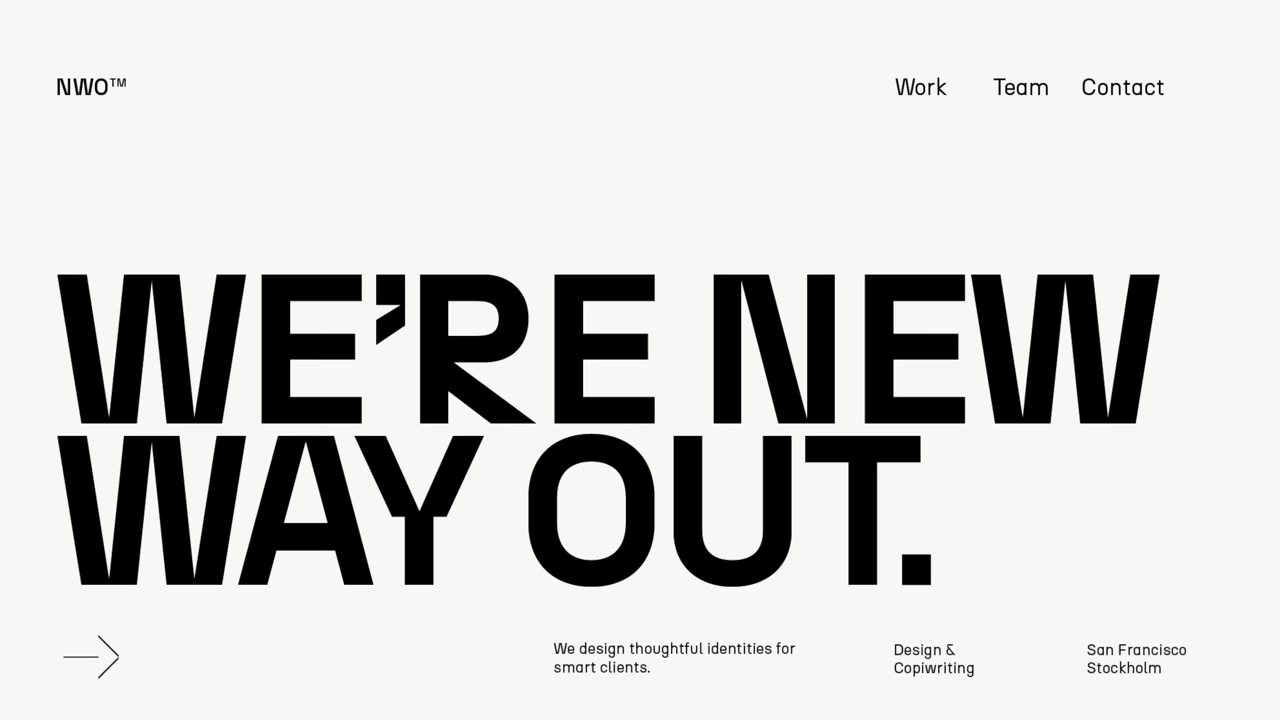 NWO™
Work Team Contact
WE’RE NEW
WAY OUT.
We design thoughtful identities for
smart clients.
Design &
Copiwriting
San Francisco
Stockholm